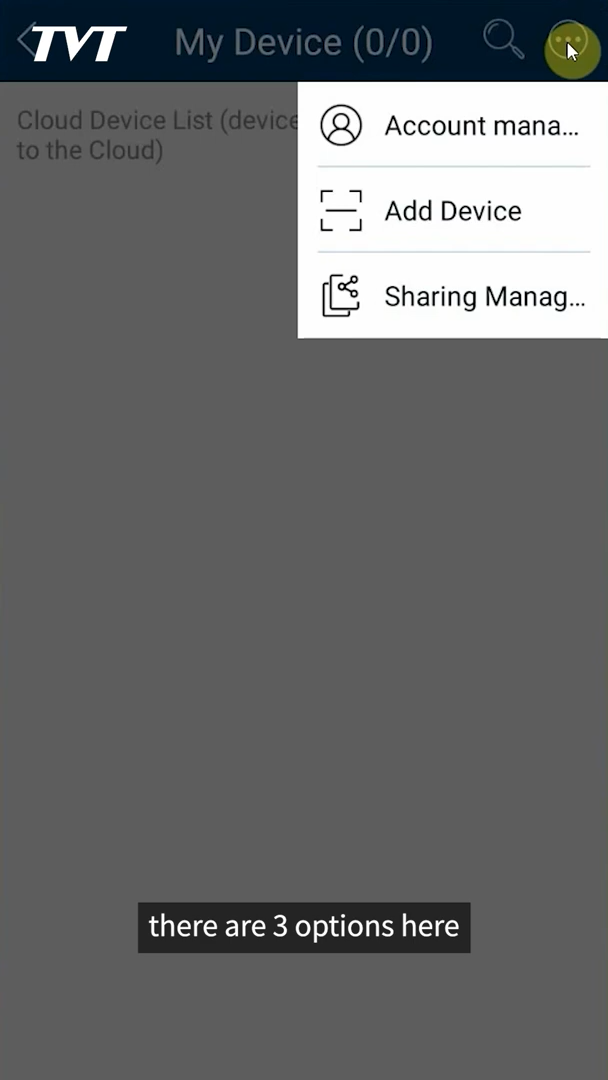 TVT
My Device (0/0)
Cloud Device List (device
to the Cloud)
Account mana...
Add Device
Sharing Manag...
there are 3 options here